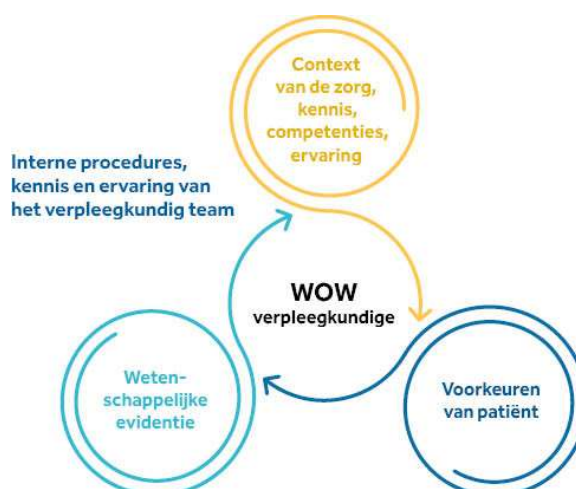 Context
van de zorg,
kennis,
competenties,
ervaring
Interne procedures,
kennis en ervaring van
het verpleegkundig team
WOW
verpleegkundige
Weten-
schappelijke
evidentie
Voorkeuren
van patiënt